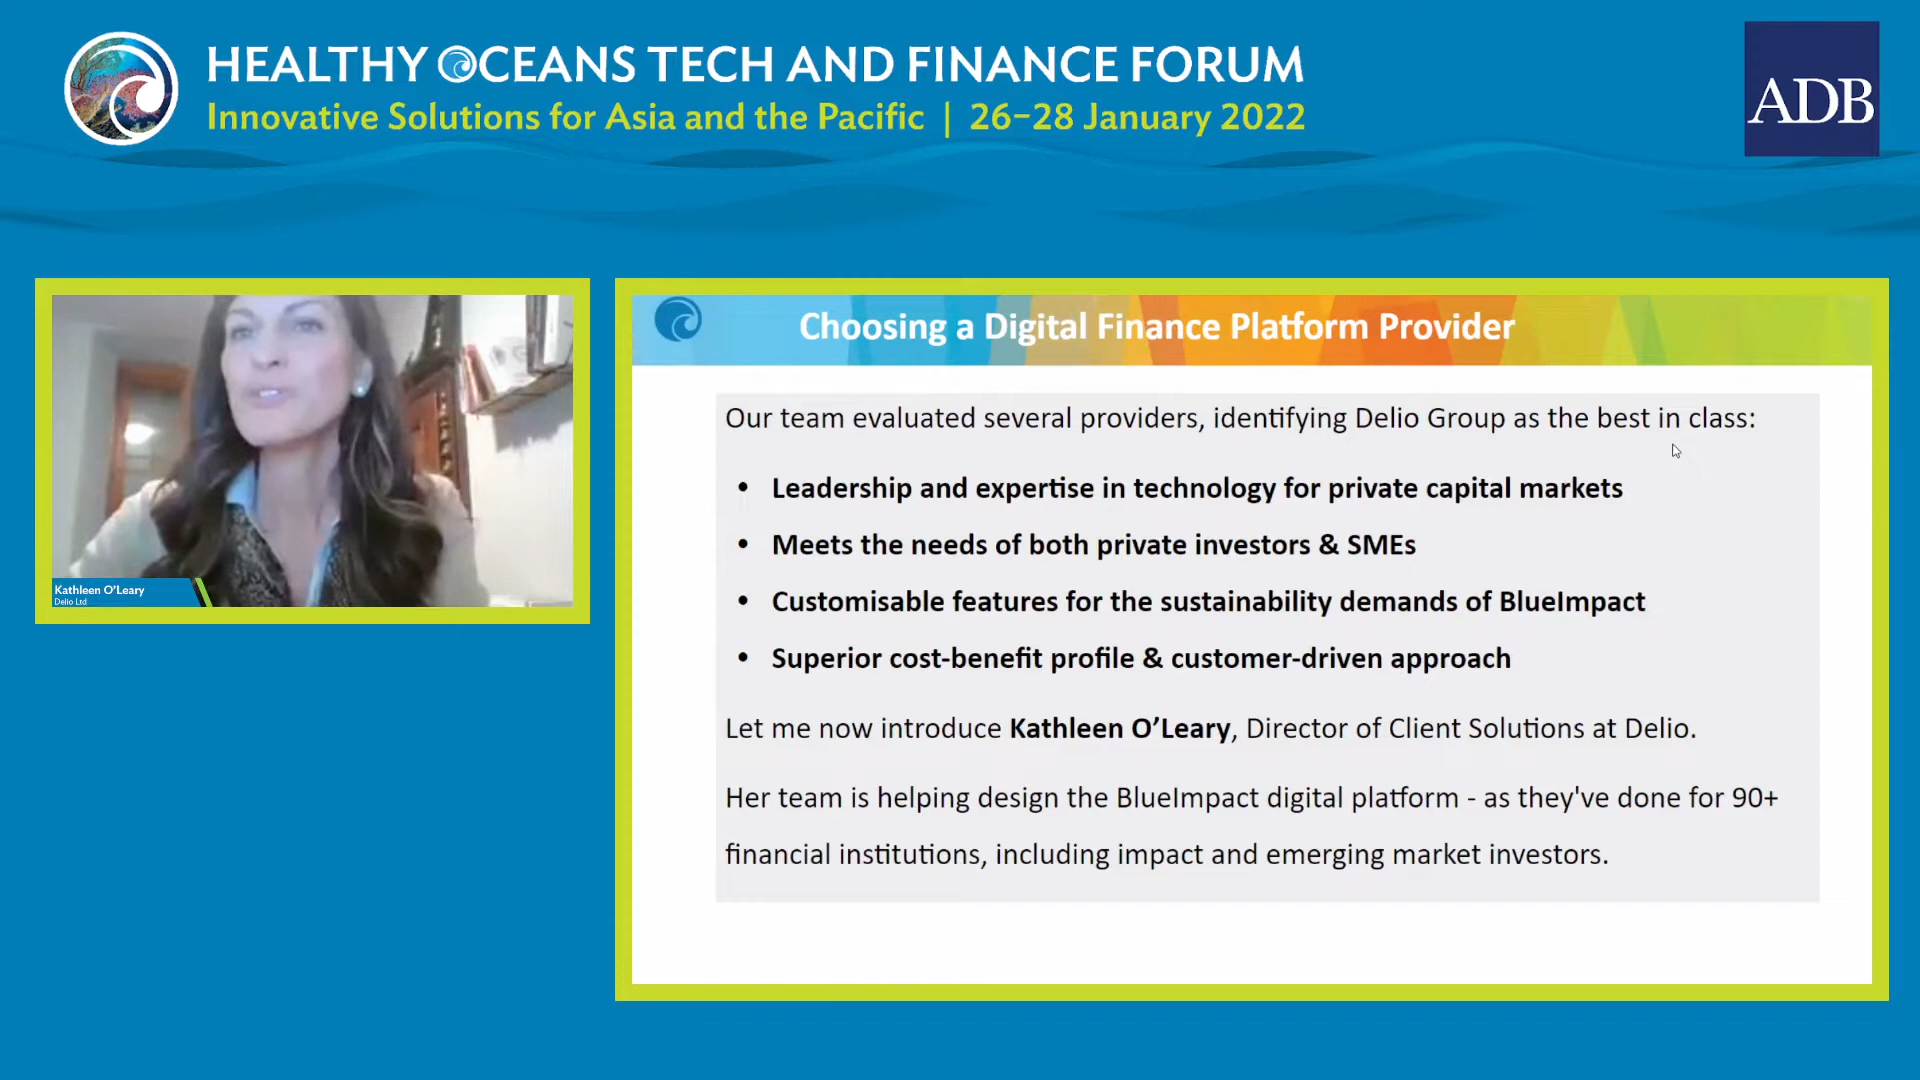 HEALTHY OCEANS TECH AND FINANCE FORUM
Innovative Solutions for Asia and the Pacific | 26–28 January 2022
ADB
Kathleen O'Leary
Delio Ltd
Choosing a Digital Finance Platform Provider
Our team evaluated several providers, identifying Delio Group as the best in class:
• Leadership and expertise in technology for private capital markets
• Meets the needs of both private investors & SMEs
• Customisable features for the sustainability demands of BlueImpact
• Superior cost-benefit profile & customer-driven approach
Let me now introduce Kathleen O’Leary, Director of Client Solutions at Delio.
Her team is helping design the BlueImpact digital platform - as they've done for 90+
financial institutions, including impact and emerging market investors.